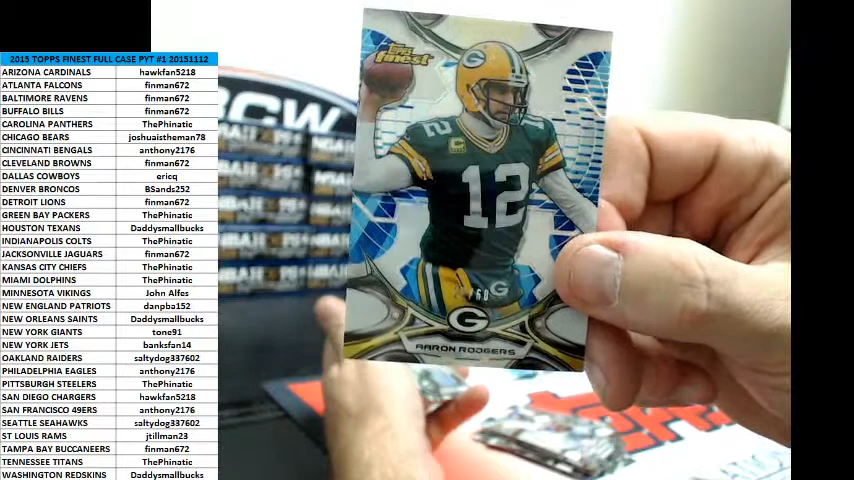 2015 TOPPS FINEST FULL CASE PYT #1 20151112
ARIZONA CARDINALS hawkfan5218
ATLANTA FALCONS finman672
BALTIMORE RAVENS finman672
BUFFALO BILLS finman672
CAROLINA PANTHERS ThePhinatic
CHICAGO BEARS joshuaistheman78
CINCINNATI BENGALS anthony2176
CLEVELAND BROWNS finman672
DALLAS COWBOYS ericq
DENVER BRONCOS BSands252
DETROIT LIONS finman672
GREEN BAY PACKERS ThePhinatic
HOUSTON TEXANS Daddysmallbucks
INDIANAPOLIS COLTS ThePhinatic
JACKSONVILLE JAGUARS finman672
KANSAS CITY CHIEFS ThePhinatic
MIAMI DOLPHINS ThePhinatic
MINNESOTA VIKINGS John Alfes
NEW ENGLAND PATRIOTS danpba152
NEW ORLEANS SAINTS Daddysmallbucks
NEW YORK GIANTS tone91
NEW YORK JETS banksfan14
OAKLAND RAIDERS saltydog337602
PHILADELPHIA EAGLES anthony2176
PITTSBURGH STEELERS ThePhinatic
SAN DIEGO CHARGERS hawkfan5218
SAN FRANCISCO 49ERS anthony2176
SEATTLE SEAHAWKS saltydog337602
ST LOUIS RAMS jtillman23
TAMPA BAY BUCCANEERS finman672
TENNESSEE TITANS ThePhinatic
WASHINGTON REDSKINS Daddysmallbucks
TOPPS
finest
12
12
G
G
AARON RODGERS
BCW